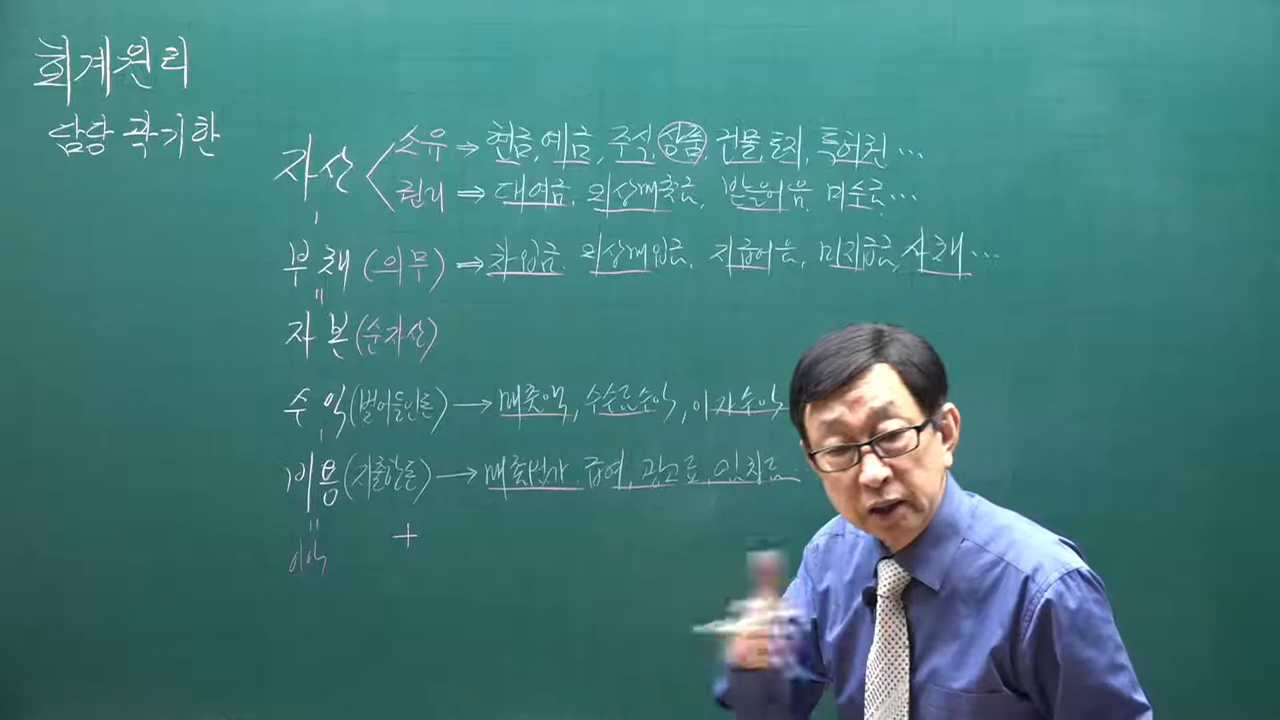 회계원리
담당 곽기한
자산 < 소유 → 현금, 예금, 주식, 상품, 건물, 토지, 특허권 …
권리 ⇒ 대여금, 외상매출금, 받을어음, 미수금 …
-
부채 (의무) ⇒ 차입금, 외상매입금, 지급어음, 미지급금, 사채 …
=
자본 (순자산)
수익 (벌어들인돈) → 매출액, 수수료수익, 이자수익
-
비용 (지출한돈) → 매출원가, 급여, 광고료, 임차료
=
이익 +